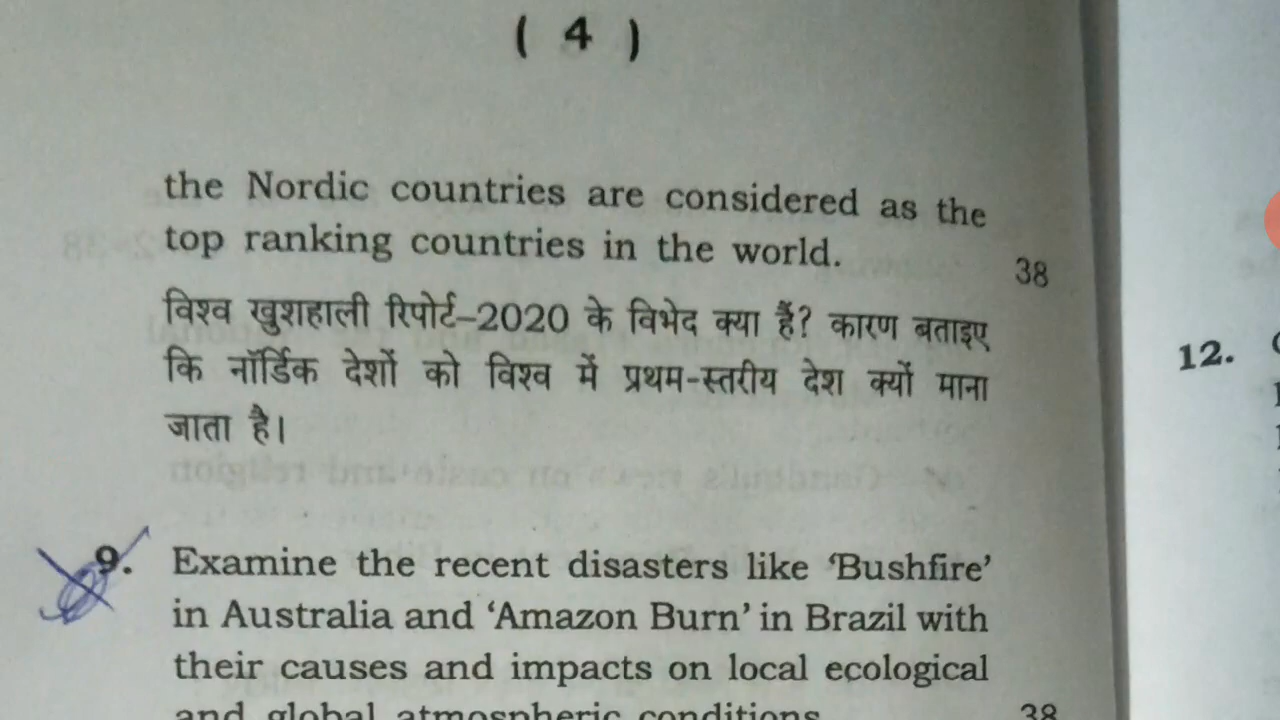 ( 4 )
the Nordic countries are considered as the
top ranking countries in the world.
38
विश्व खुशहाली रिपोर्ट–2020 के विभेद क्या हैं? कारण बताइए
कि नॉर्डिक देशों को विश्व में प्रथम-स्तरीय देश क्यों माना
जाता है।
9. Examine the recent disasters like ‘Bushfire’
in Australia and ‘Amazon Burn’ in Brazil with
their causes and impacts on local ecological
and global atmospheric conditions.
38
12.